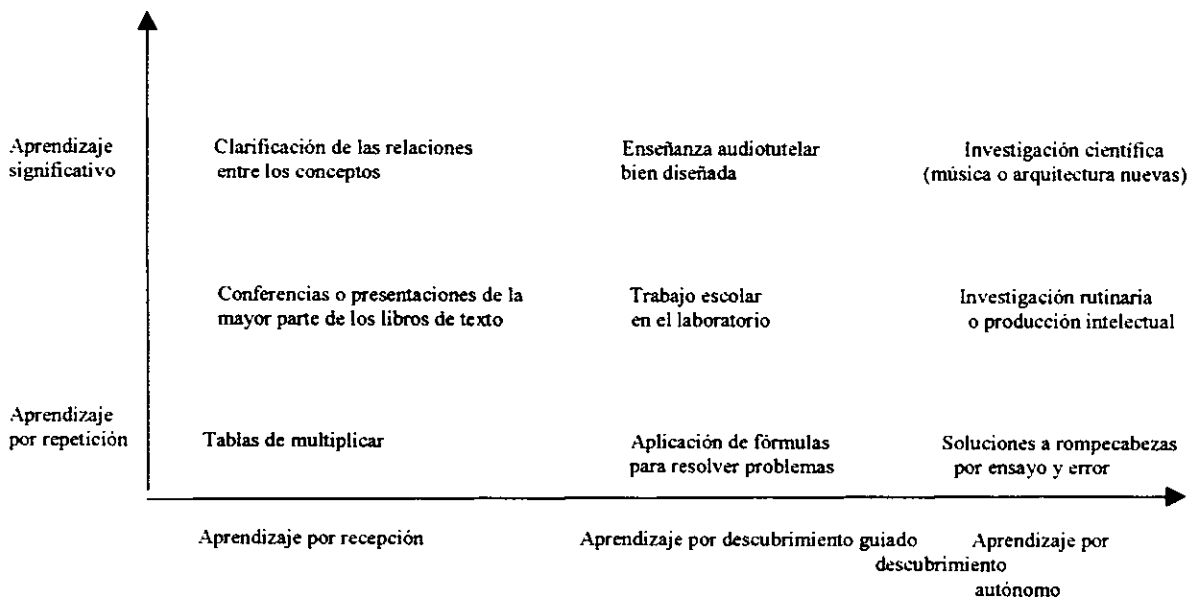 Aprendizaje
significativo
Clarificación de las relaciones
entre los conceptos
Enseñanza audiotutelar
bien diseñada
Investigación científica
(música o arquitectura nuevas)
Conferencias o presentaciones de la
mayor parte de los libros de texto
Trabajo escolar
en el laboratorio
Investigación rutinaria
o producción intelectual
Aprendizaje
por repetición
Tablas de multiplicar
Aplicación de fórmulas
para resolver problemas
Soluciones a rompecabezas
por ensayo y error
Aprendizaje por recepción
Aprendizaje por descubrimiento guiado
Aprendizaje por
descubrimiento
autónomo